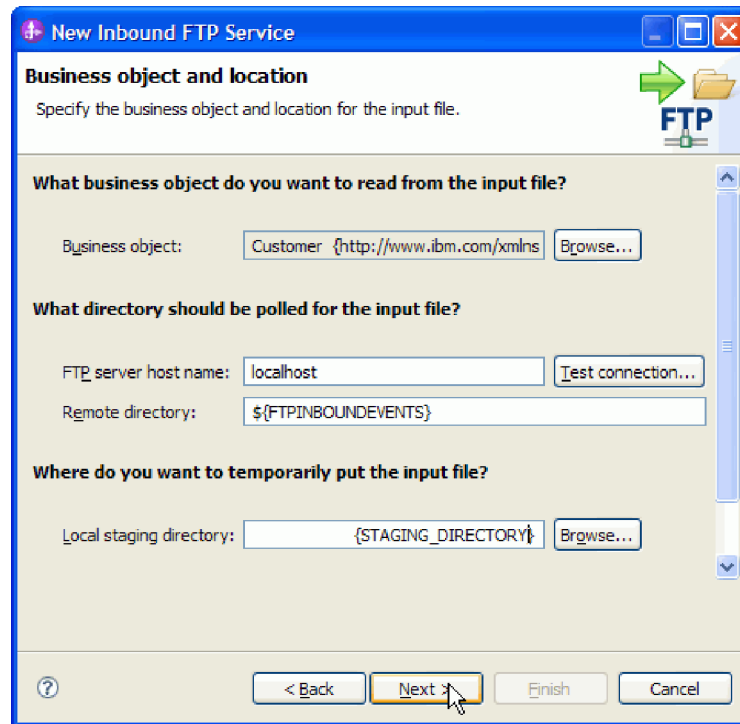 New Inbound FTP Service
Business object and location
Specify the business object and location for the input file.
FTP
What business object do you want to read from the input file?
Business object: Customer {http://www.ibm.com/xmlns Browse...
What directory should be polled for the input file?
FTP server host name: localhost Test connection...
Remote directory: ${FTPINBOUNDEVENTS}
Where do you want to temporarily put the input file?
Local staging directory: {STAGING_DIRECTORY} Browse...
? < Back Next > Finish Cancel